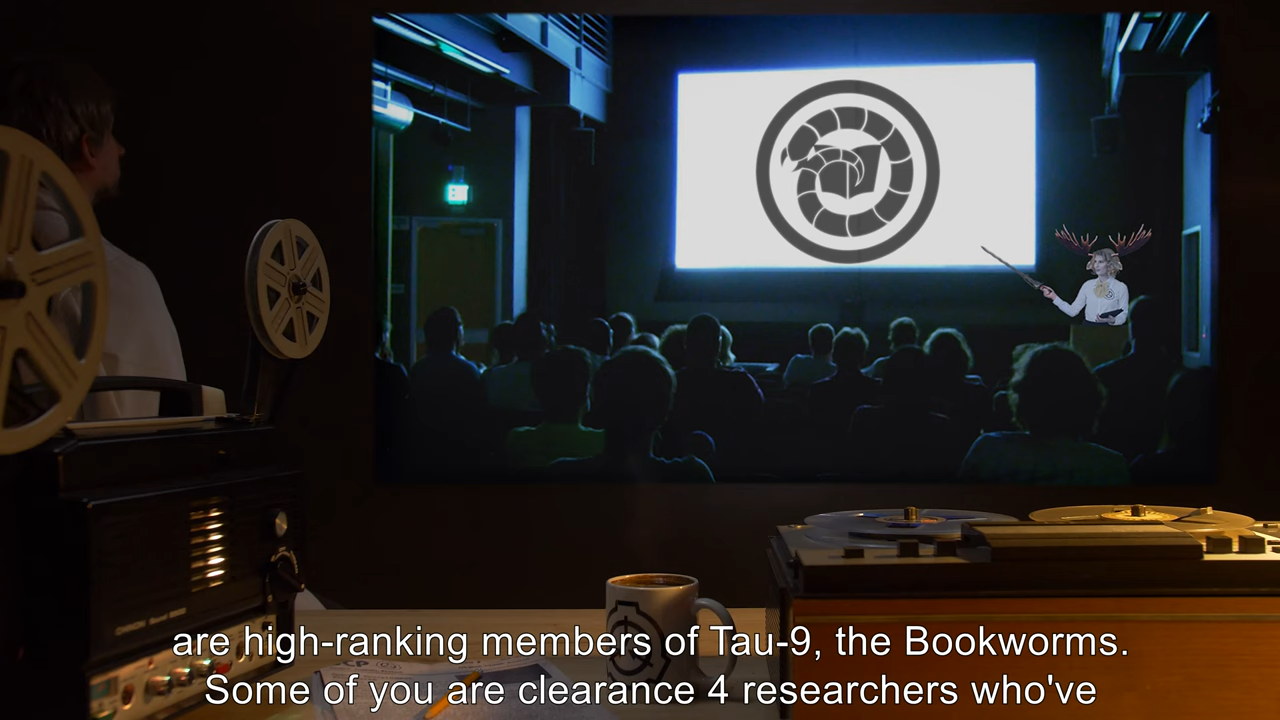 are high-ranking members of Tau-9, the Bookworms.
Some of you are clearance 4 researchers who've